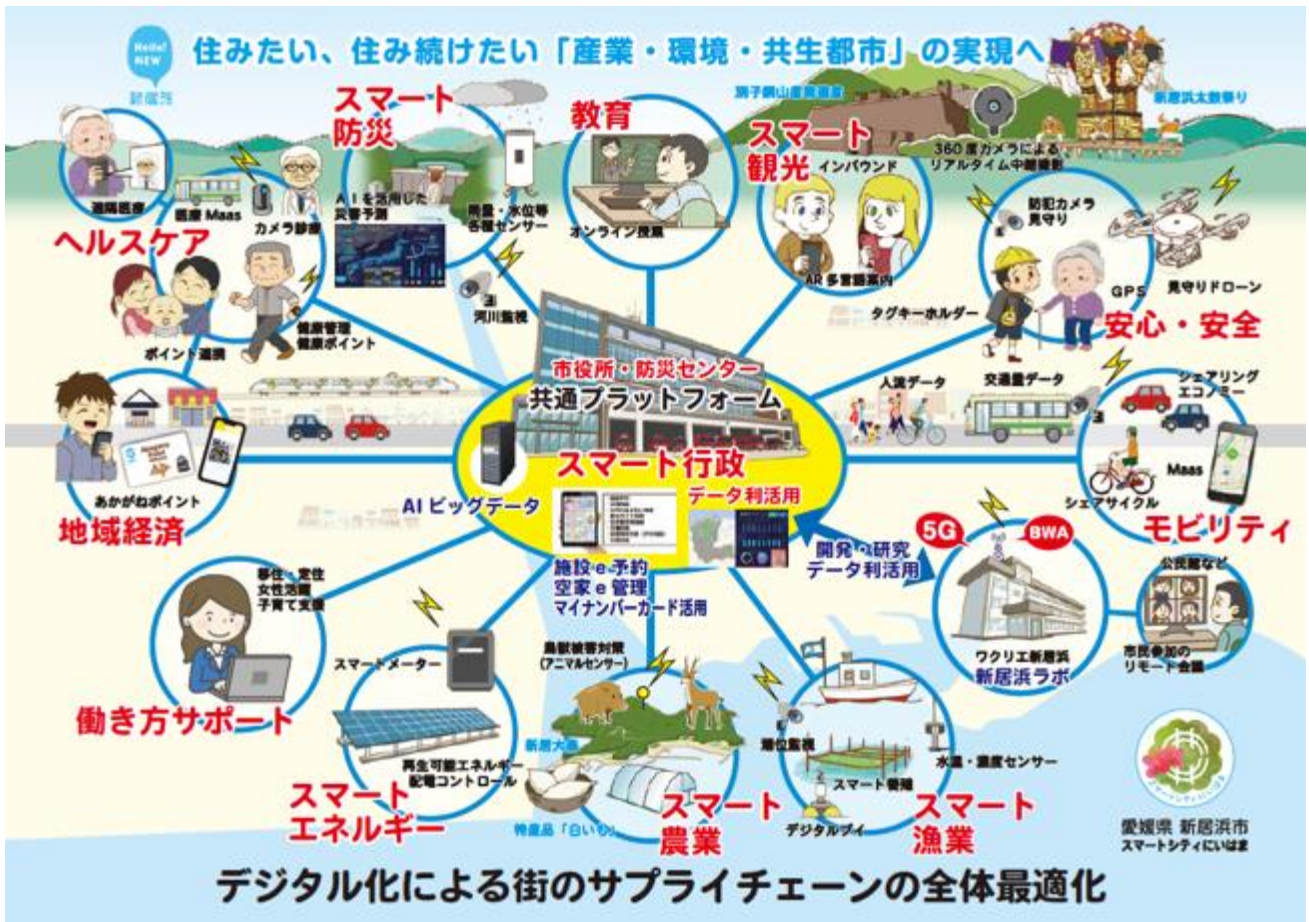 Hello!
NEW
新居浜
住みたい、住み続けたい「産業・環境・共生都市」の実現へ
別子銅山産業遺産
新居浜太鼓祭り
スマート
防災
教育
スマート
観光
インバウンド
360度カメラによる
リアルタイム中継撮影
遠隔医療
医療 Maas
カメラ診療
AIを活用した
災害予測
雨量・水位等
各種センサー
オンライン授業
AR多言語案内
防犯カメラ
見守り
GPS
見守りドローン
タグキーホルダー
安心・安全
ヘルスケア
ポイント連携
健康管理
健康ポイント
河川監視
市役所・防災センター
共通プラットフォーム
人流データ
交通量データ
シェアリング
エコノミー
Maas
シェアサイクル
モビリティ
あかがねポイント
地域経済
AIビッグデータ
スマート行政
データ利活用
施設e予約
空家e管理
マイナンバーカード活用
開発・研究
データ利活用
5G
BWA
ワクリエ新居浜
新居浜ラボ
公民館など
市民参加の
リモート会議
移住・定住
女性活躍
子育て支援
働き方サポート
スマートメーター
再生可能エネルギー
配電コントロール
スマート
エネルギー
鳥獣被害対策
(アニマルセンサー)
新居大島
特産品「白いも」
スマート
農業
潮位監視
スマート養殖
デジタルブイ
水温・濃度センサー
スマート
漁業
スマートシティにいはま
愛媛県 新居浜市
スマートシティにいはま
デジタル化による街のサプライチェーンの全体最適化